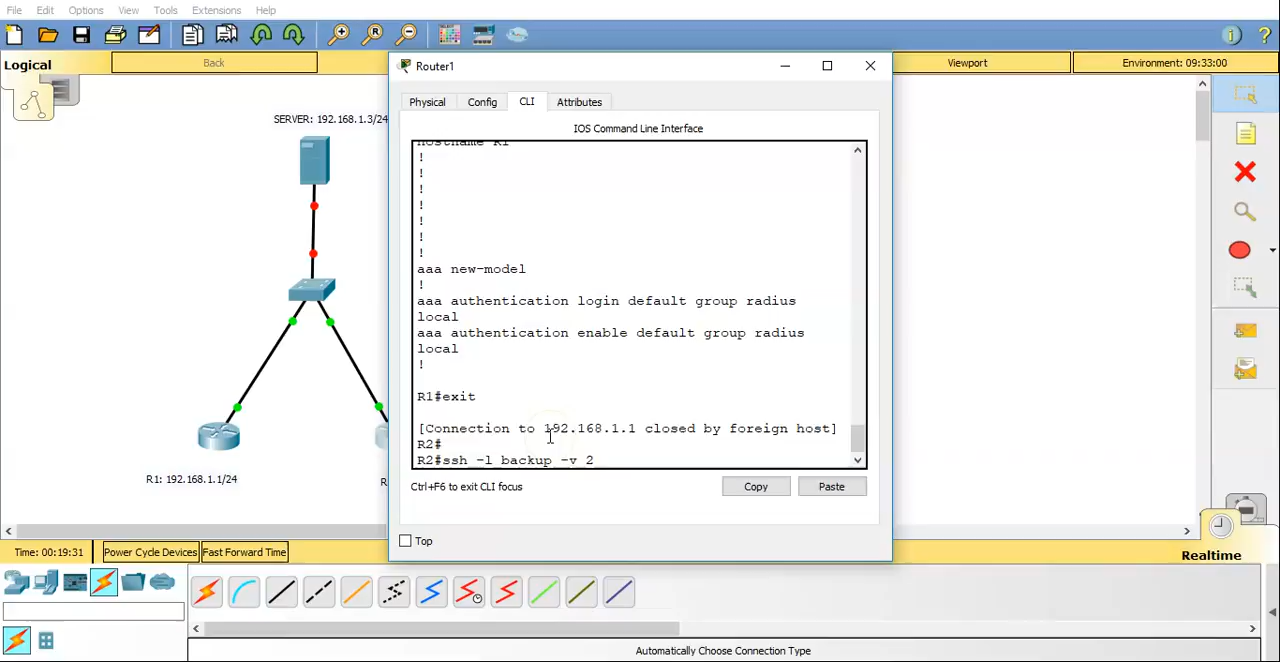 File Edit Options View Tools Extensions Help
Logical
Back
Viewport
Environment: 09:33:00
Router1
Physical Config CLI Attributes
IOS Command Line Interface
SERVER: 192.168.1.3/24
hostname R1
!
!
!
!
!
!
!
aaa new-model
!
aaa authentication login default group radius
local
aaa authentication enable default group radius
local
!
R1#exit
[Connection to 192.168.1.1 closed by foreign host]
R2#
R2#ssh -l backup -v 2
R1: 192.168.1.1/24
R
Ctrl+F6 to exit CLI focus
Copy
Paste
Top
Time: 00:19:31
Power Cycle Devices
Fast Forward Time
Realtime
Automatically Choose Connection Type